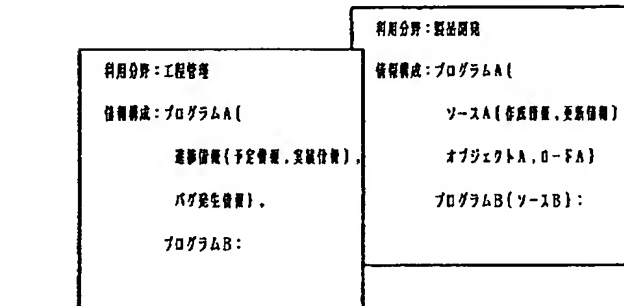 利用分野：工程管理
情報構成：プログラムA{
進捗情報{予定情報，実績情報}，
バグ発生情報}，
プログラムB：
利用分野：製品開発
情報構成：プログラムA{
ソースA{作成情報，更新情報}
オブジェクトA，ロードA}
プログラムB{ソースB}：